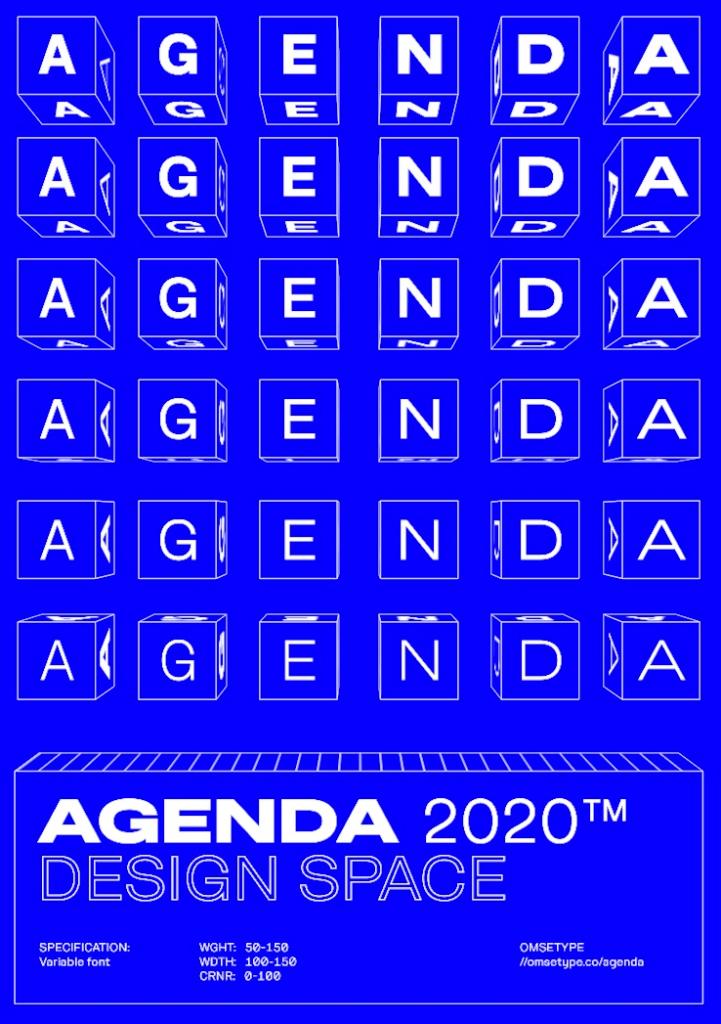 A G E N D A
A G E N D A
A G E N D A
A G E N D A
A G E N D A
A G E N D A
A G E N D A
A G E N D A
A G E N D A
AGENDA 2020™
DESIGN SPACE
SPECIFICATION:
Variable font
WGHT: 50-150
WDTH: 100-150
CRNR: 0-100
OMSETYPE
//omsetype.co/agenda